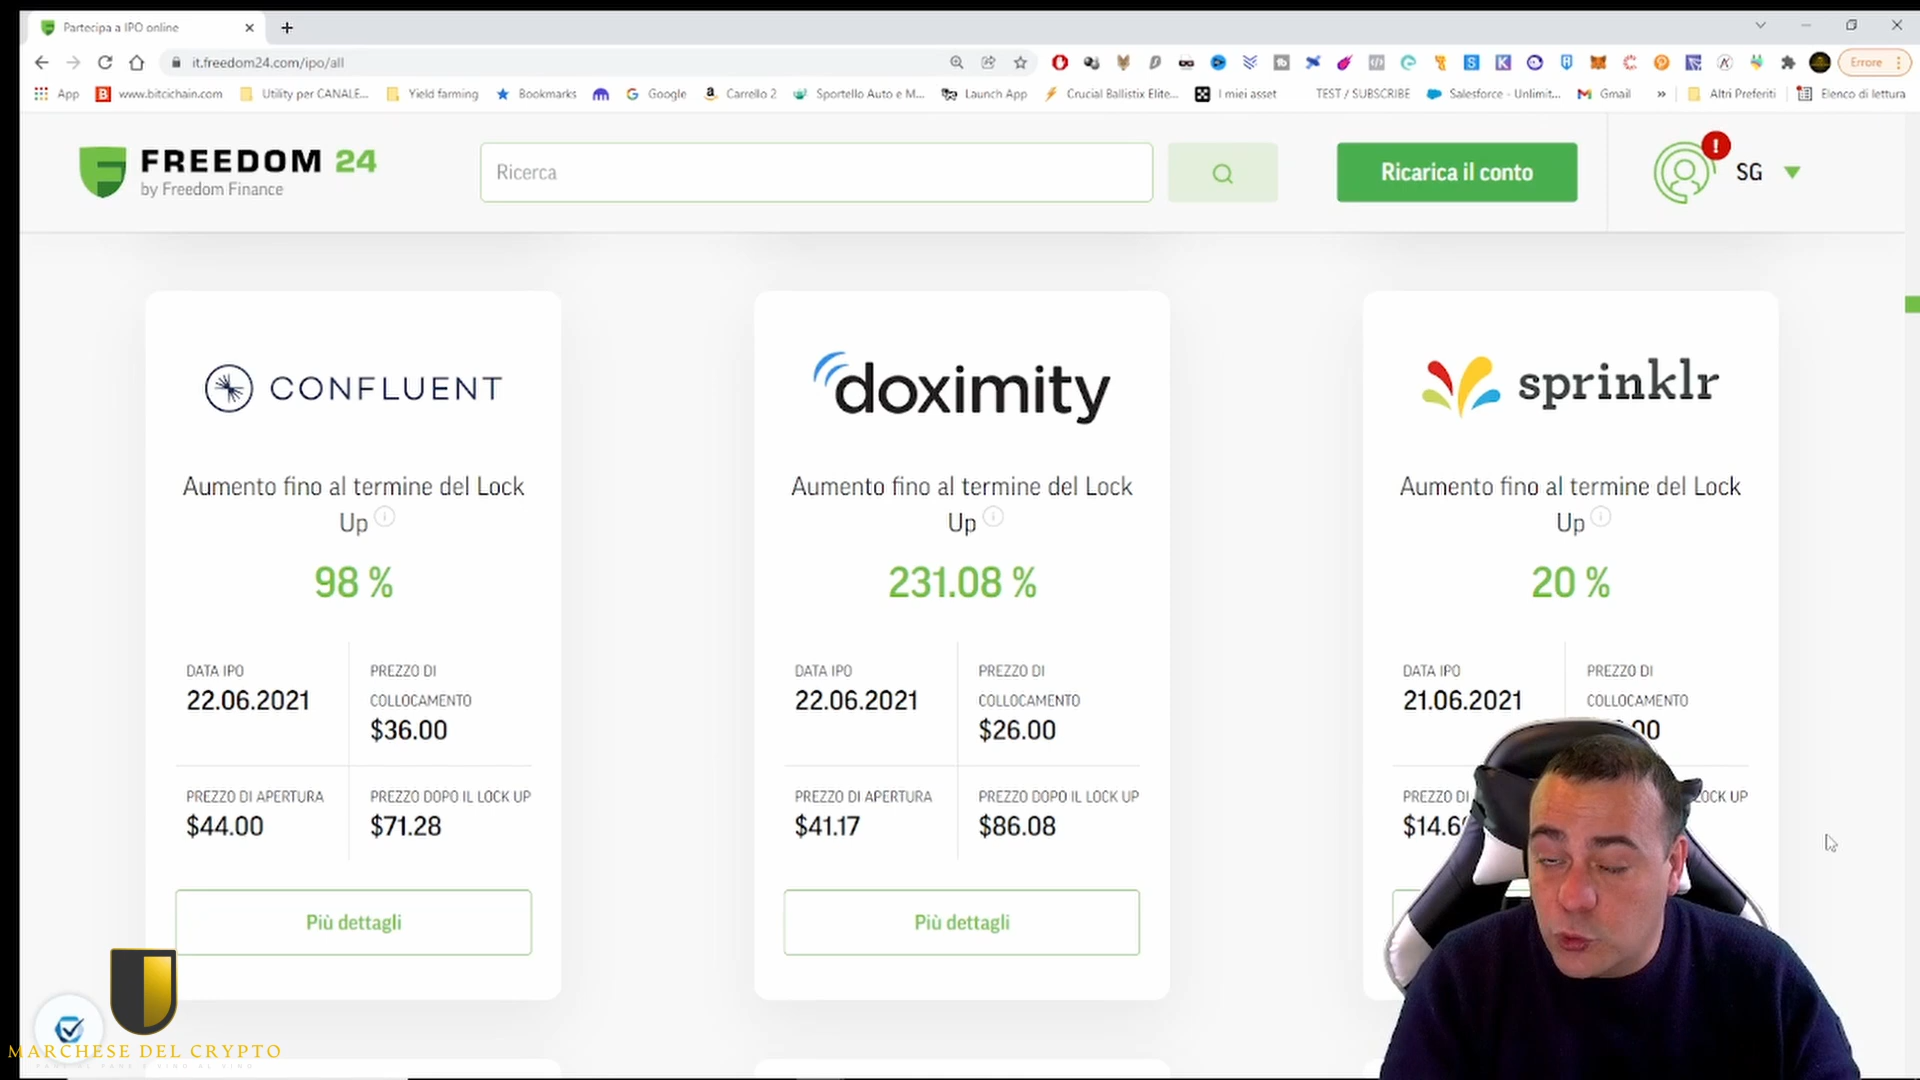 Partecipa a IPO online
it.freedom24.com/ipo/all
Errore
App
www.bitcichain.com
Utility per CANALE...
Yield farming
Bookmarks
Google
Carrello 2
Sportello Auto e M...
Launch App
Crucial Ballistix Elite...
I miei asset
TEST / SUBSCRIBE
Salesforce - Unlimit...
Gmail
»
Altri Preferiti
Elenco di lettura
FREEDOM 24
by Freedom Finance
Ricerca
Ricarica il conto
!
SG
CONFLUENT
Aumento fino al termine del Lock
Up
98 %
DATA IPO
22.06.2021
PREZZO DI
COLLOCAMENTO
$36.00
PREZZO DI APERTURA
$44.00
PREZZO DOPO IL LOCK UP
$71.28
Più dettagli
doximity
Aumento fino al termine del Lock
Up
231.08 %
DATA IPO
22.06.2021
PREZZO DI
COLLOCAMENTO
$26.00
PREZZO DI APERTURA
$41.17
PREZZO DOPO IL LOCK UP
$86.08
Più dettagli
sprinklr
Aumento fino al termine del Lock
Up
20 %
DATA IPO
21.06.2021
PREZZO DI
COLLOCAMENTO
PREZZO DI
LOCK UP
MARCHESE DEL CRYPTO